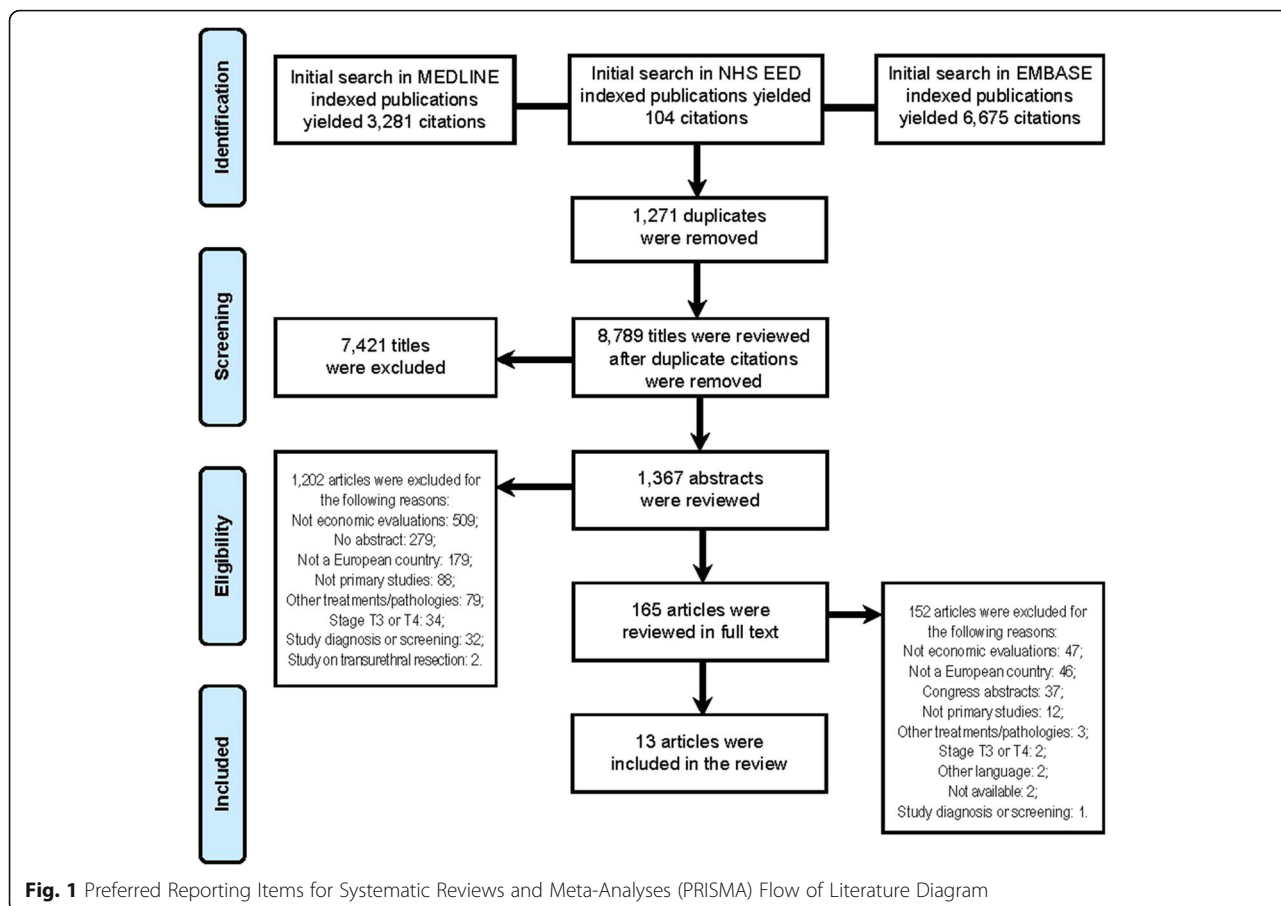 Identification
Initial search in MEDLINE
indexed publications
yielded 3,281 citations
Initial search in NHS EED
indexed publications yielded
104 citations
Initial search in EMBASE
indexed publications
yielded 6,675 citations
1,271 duplicates
were removed
Screening
7,421 titles
were excluded
8,789 titles were reviewed
after duplicate citations
were removed
Eligibility
1,202 articles were excluded for
the following reasons:
Not economic evaluations: 509;
No abstract: 279;
Not a European country: 179;
Not primary studies: 88;
Other treatments/pathologies: 79;
Stage T3 or T4: 34;
Study diagnosis or screening: 32;
Study on transurethral resection: 2.
1,367 abstracts
were reviewed
165 articles were
reviewed in full text
152 articles were excluded for
the following reasons:
Not economic evaluations: 47;
Not a European country: 46;
Congress abstracts: 37;
Not primary studies: 12;
Other treatments/pathologies: 3;
Stage T3 or T4: 2;
Other language: 2;
Not available: 2;
Study diagnosis or screening: 1.
Included
13 articles were
included in the review
Fig. 1 Preferred Reporting Items for Systematic Reviews and Meta-Analyses (PRISMA) Flow of Literature Diagram